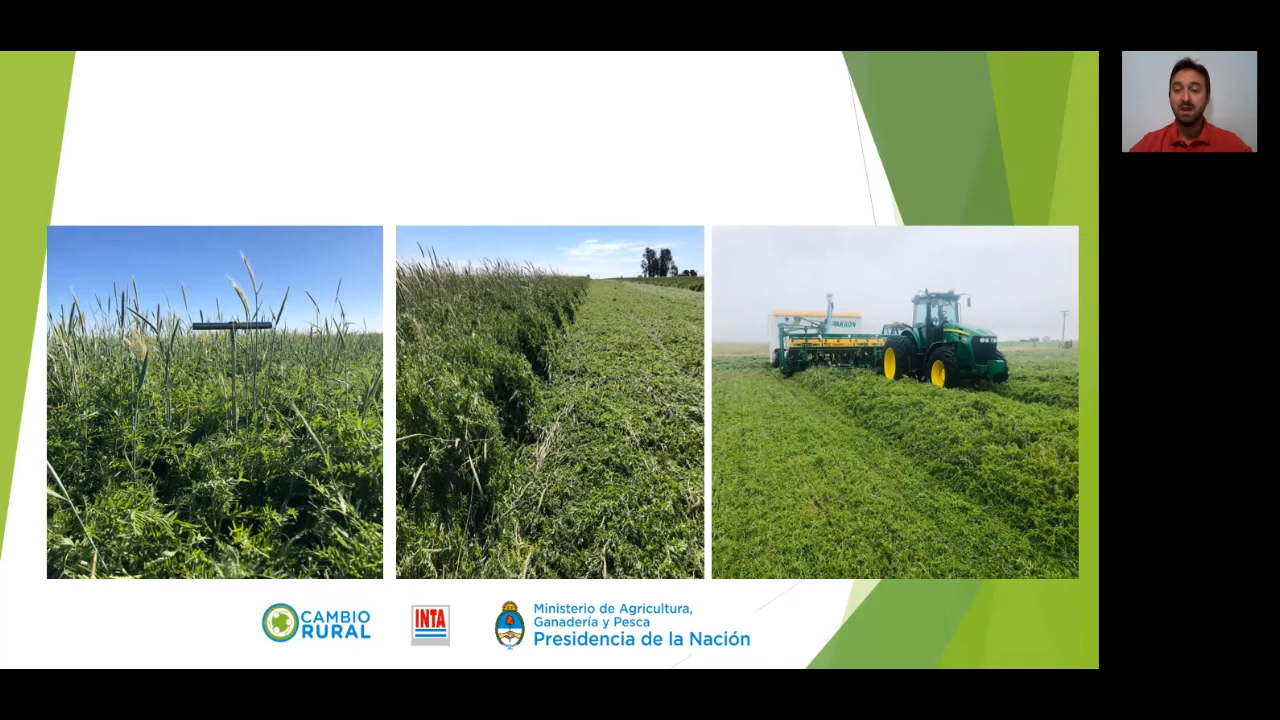 CAMBIO
RURAL
INTA
Ministerio de Agricultura,
Ganadería y Pesca
Presidencia de la Nación